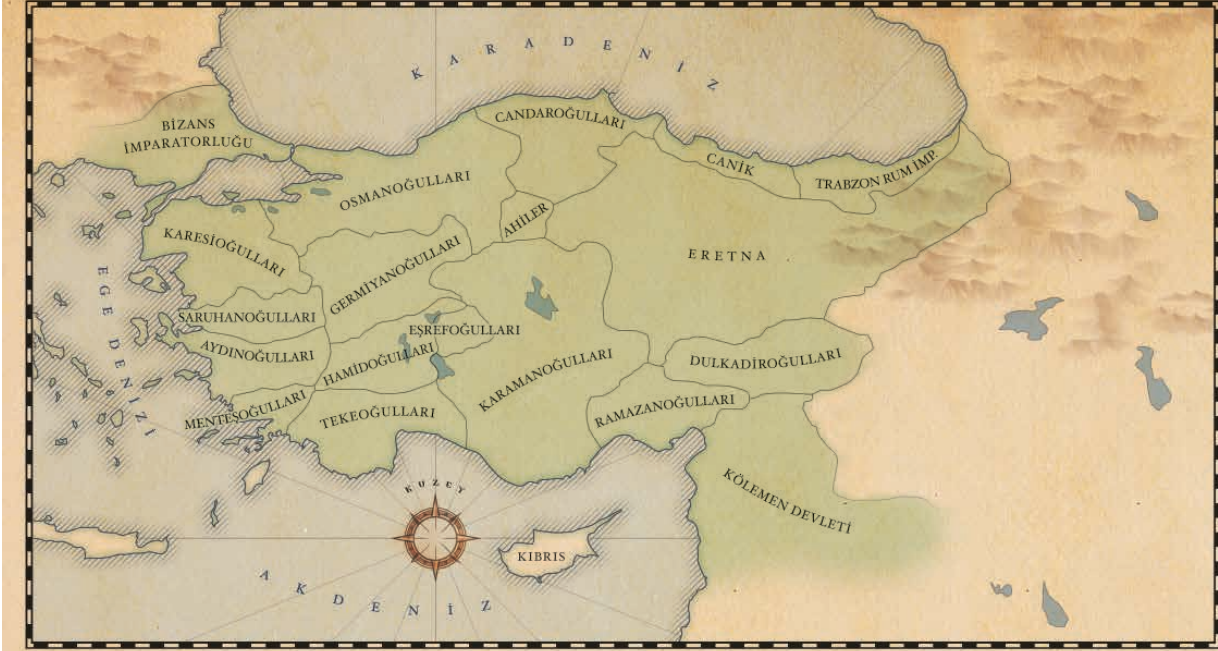 KARADENİZ
CANDAROĞULLARI
BİZANS
İMPARATORLUĞU
CANİK
TRABZON RUM İMP.
OSMANOĞULLARI
AHİLER
KARESİOĞULLARI
ERETNA
GERMİYANOĞULLARI
EGE DENİZİ
SARUHANOĞULLARI
EŞREFOĞULLARI
AYDINOĞULLARI
HAMİDOĞULLARI
KARAMANOĞULLARI
DULKADİROĞULLARI
MENTEŞOĞULLARI
TEKEOĞULLARI
RAMAZANOĞULLARI
KÖLEMEN DEVLETİ
KUZEY
KIBRIS
AKDENİZ